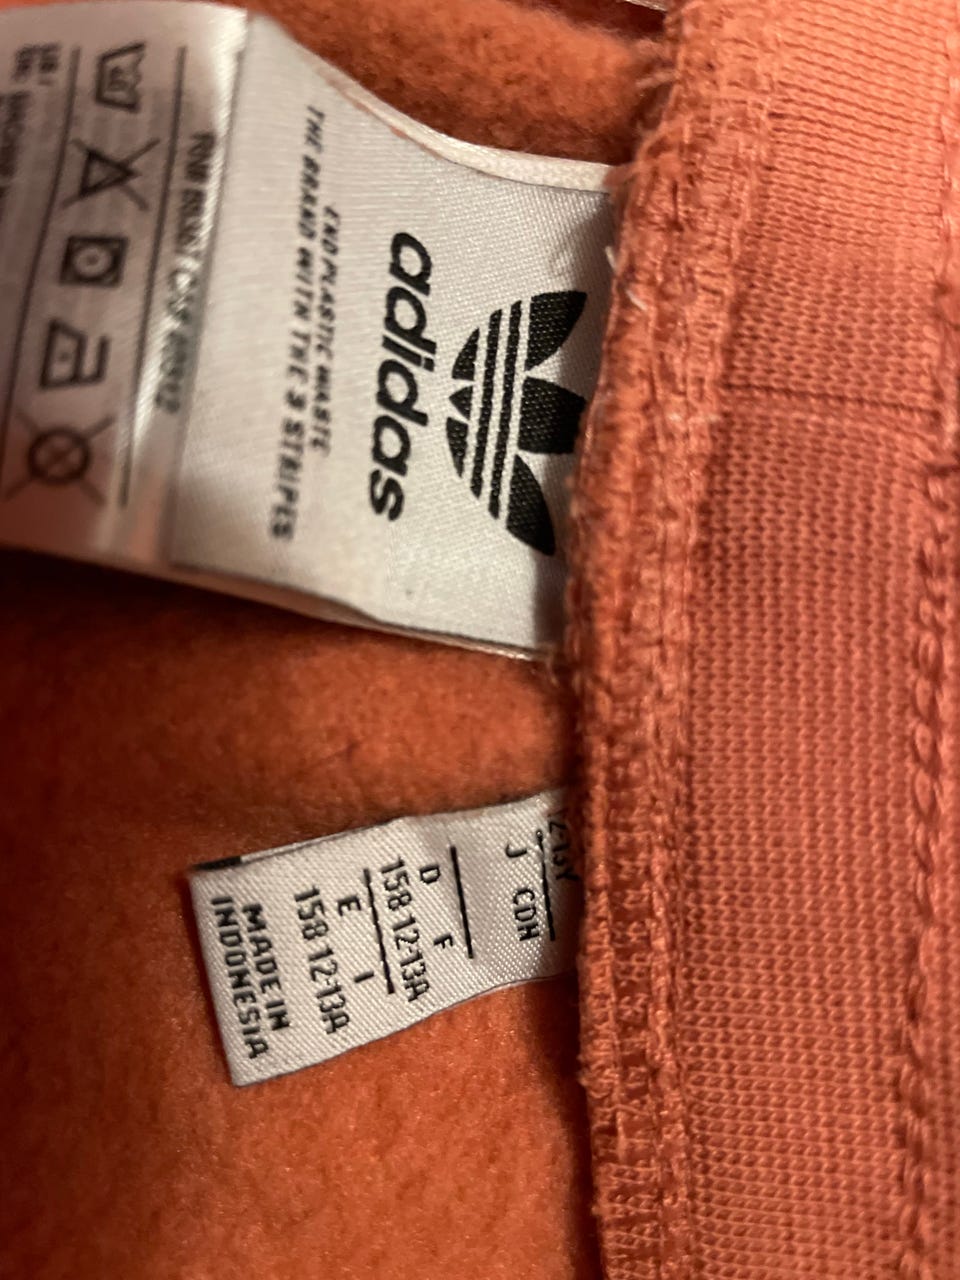 adidas
END PLASTIC WASTE
THE BRAND WITH THE 3 STRIPES
J CDN
D F
158 12-13A
E I
158 12-13A
MADE IN
INDONESIA